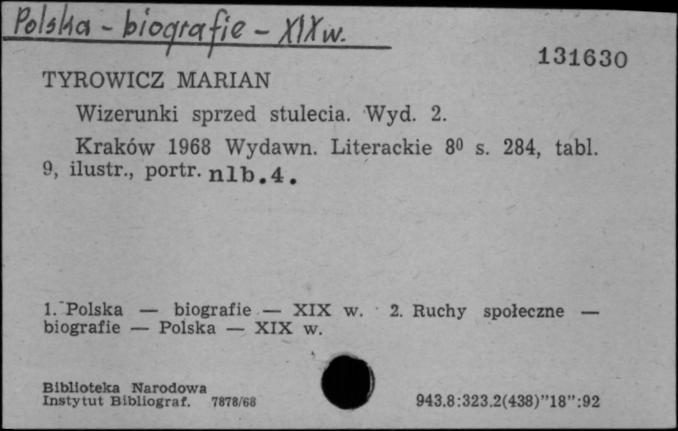 Polska - biografie - XIX w.
131630
TYROWICZ MARIAN
Wizerunki sprzed stulecia. Wyd. 2.
Kraków 1968 Wydawn. Literackie 8⁰ s. 284, tabl.
9, ilustr., portr. nlb.4.
1. Polska — biografie — XIX w. 2. Ruchy społeczne —
biografie — Polska — XIX w.
Biblioteka Narodowa
Instytut Bibliograf. 7878/68
943.8:323.2(438)"18":92